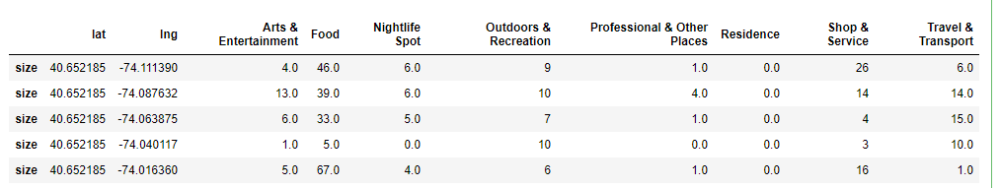 lat lng Arts & Entertainment Food Nightlife Spot Outdoors & Recreation Professional & Other Places Residence Shop & Service Travel & Transport
size 40.652185 -74.111390 4.0 46.0 6.0 9 1.0 0.0 26 6.0
size 40.652185 -74.087632 13.0 39.0 6.0 10 4.0 0.0 14 14.0
size 40.652185 -74.063875 6.0 33.0 5.0 7 1.0 0.0 4 15.0
size 40.652185 -74.040117 1.0 5.0 0.0 10 0.0 0.0 3 10.0
size 40.652185 -74.016360 5.0 67.0 4.0 6 1.0 0.0 16 1.0